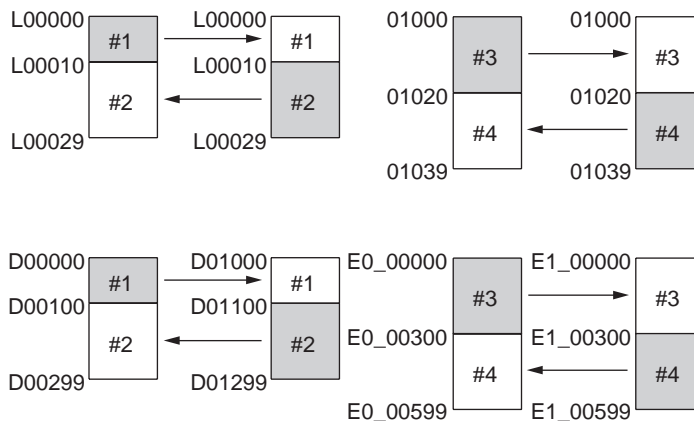 L00000 #1 L00000 #1
L00010 L00010
#2 #2
L00029 L00029
01000 #3 01000 #3
01020 01020
#4 #4
01039 01039
D00000 #1 D01000 #1
D00100 D01100
#2 #2
D00299 D01299
E0_00000 #3 E1_00000 #3
E0_00300 E1_00300
#4 #4
E0_00599 E1_00599